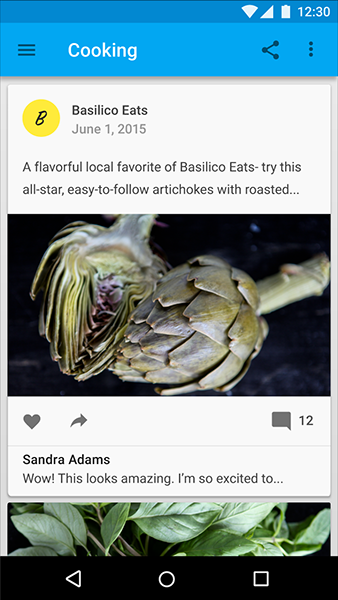 12:30
Cooking
B
Basilico Eats
June 1, 2015
A flavorful local favorite of Basilico Eats- try this
all-star, easy-to-follow artichokes with roasted...
12
Sandra Adams
Wow! This looks amazing. I’m so excited to...